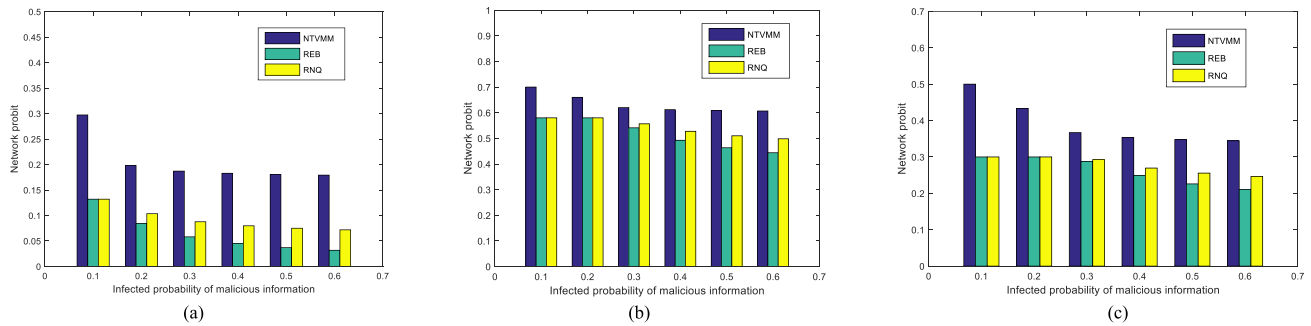 0.5
0.45
0.4
0.35
0.3
0.25
0.2
0.15
0.1
0.05
0
Network probit
NTVMM
REB
RNQ
0 0.1 0.2 0.3 0.4 0.5 0.6 0.7
Infected probability of malicious information
(a)
1
0.9
0.8
0.7
0.6
0.5
0.4
0.3
0.2
0.1
0
Network probit
NTVMM
REB
RNQ
0 0.1 0.2 0.3 0.4 0.5 0.6 0.7
Infected probability of malicious information
(b)
0.7
0.6
0.5
0.4
0.3
0.2
0.1
0
Network probit
NTVMM
REB
RNQ
0 0.1 0.2 0.3 0.4 0.5 0.6 0.7
Infected probability of malicious information
(c)